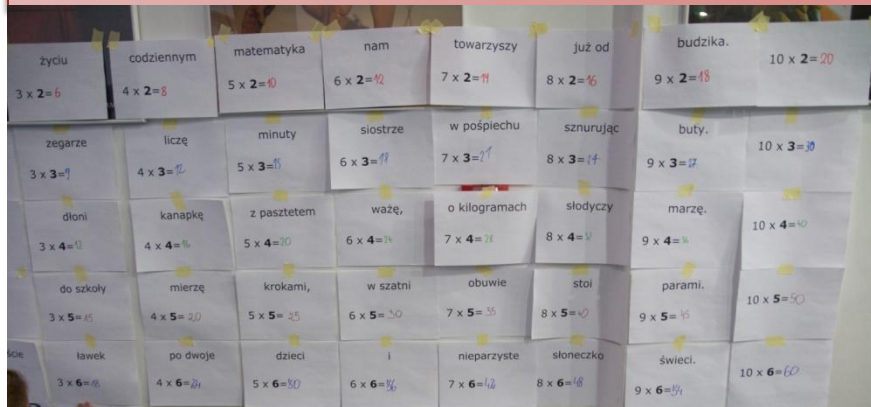 życiu codziennym matematyka nam towarzyszy już od budzika.
3 x 2=6 4 x 2=8 5 x 2=10 6 x 2=12 7 x 2=14 8 x 2=16 9 x 2=18 10 x 2=20
zegarze liczę minuty siostrze w pośpiechu sznurując buty.
3 x 3=9 4 x 3=12 5 x 3=15 6 x 3=18 7 x 3=21 8 x 3=24 9 x 3=27 10 x 3=30
dłoni kanapkę z pasztetem ważę, o kilogramach słodyczy marzę.
3 x 4=12 4 x 4=16 5 x 4=20 6 x 4=24 7 x 4=28 8 x 4= 9 x 4= 10 x 4=40
do szkoły mierzę krokami, w szatni obuwie stoi parami.
3 x 5=15 4 x 5=20 5 x 5=25 6 x 5=30 7 x 5=35 8 x 5=40 9 x 5=45 10 x 5=50
ście ławek po dwoje dzieci i nieparzyste słoneczko świeci.
3 x 6=18 4 x 6=24 5 x 6=30 6 x 6=36 7 x 6=42 8 x 6=48 9 x 6=54 10 x 6=60